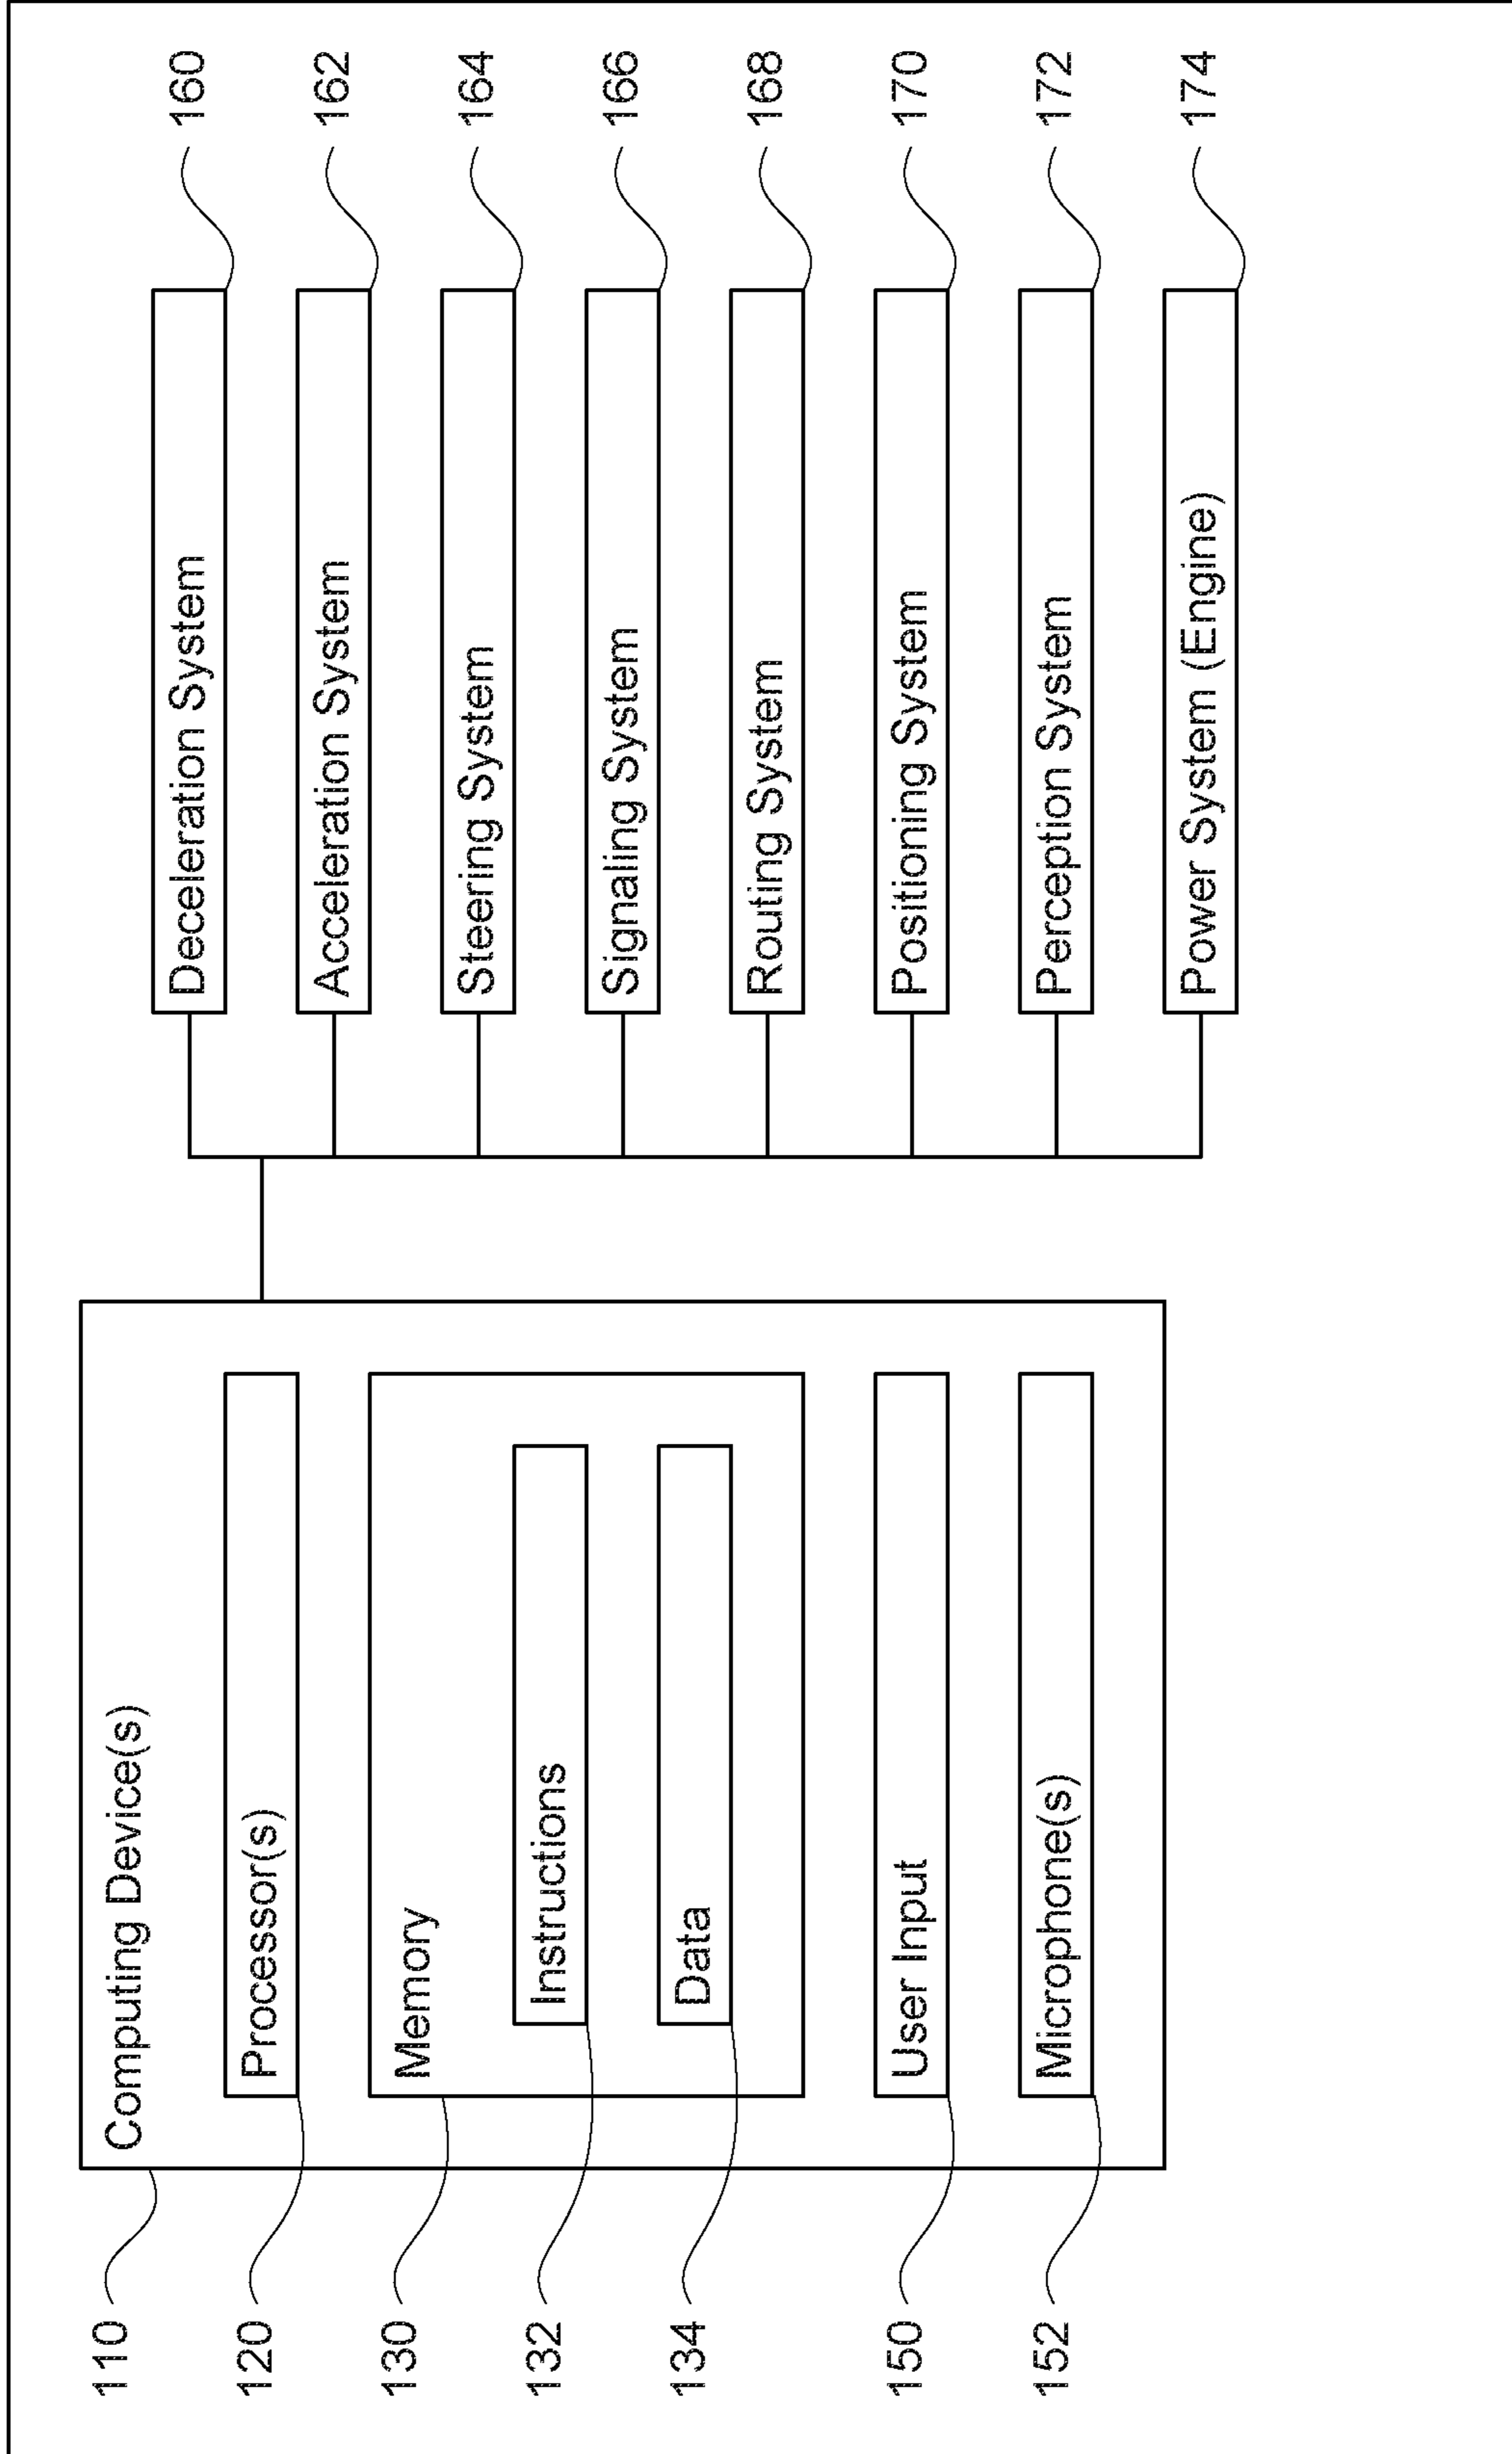 110
Computing Device(s)
120
Processor(s)
130
Memory
132
Instructions
134
Data
150
User Input
152
Microphone(s)
Deceleration System
160
Acceleration System
162
Steering System
164
Signaling System
166
Routing System
168
Positioning System
170
Perception System
172
Power System (Engine)
174